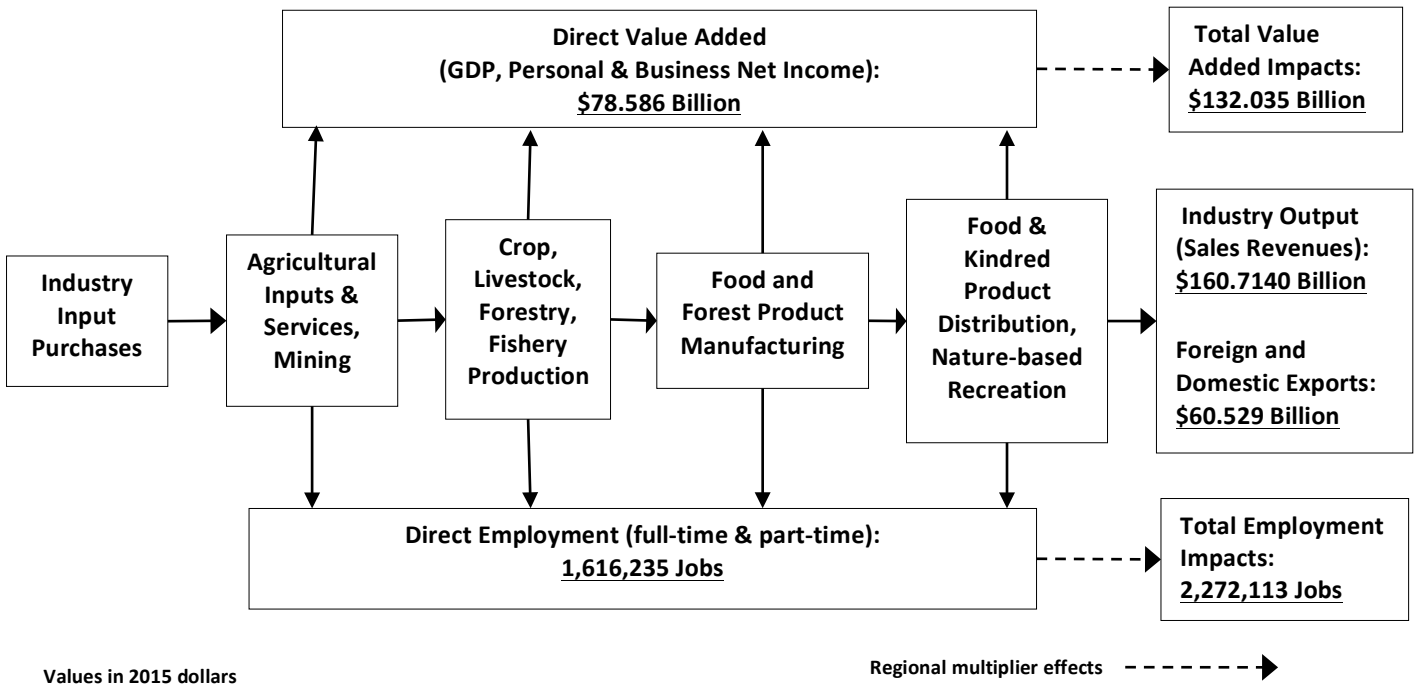 Direct Value Added
(GDP, Personal & Business Net Income):
$78.586 Billion
Total Value
Added Impacts:
$132.035 Billion
Industry
Input
Purchases
Agricultural
Inputs &
Services,
Mining
Crop,
Livestock,
Forestry,
Fishery
Production
Food and
Forest Product
Manufacturing
Food &
Kindred
Product
Distribution,
Nature-based
Recreation
Industry Output
(Sales Revenues):
$160.7140 Billion
Foreign and
Domestic Exports:
$60.529 Billion
Direct Employment (full-time & part-time):
1,616,235 Jobs
Total Employment
Impacts:
2,272,113 Jobs
Values in 2015 dollars
Regional multiplier effects